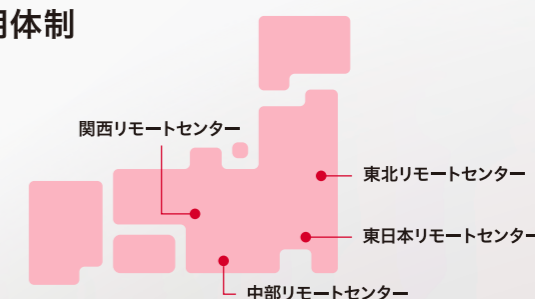 体制
関西リモートセンター
東北リモートセンター
東日本リモートセンター
中部リモートセンター